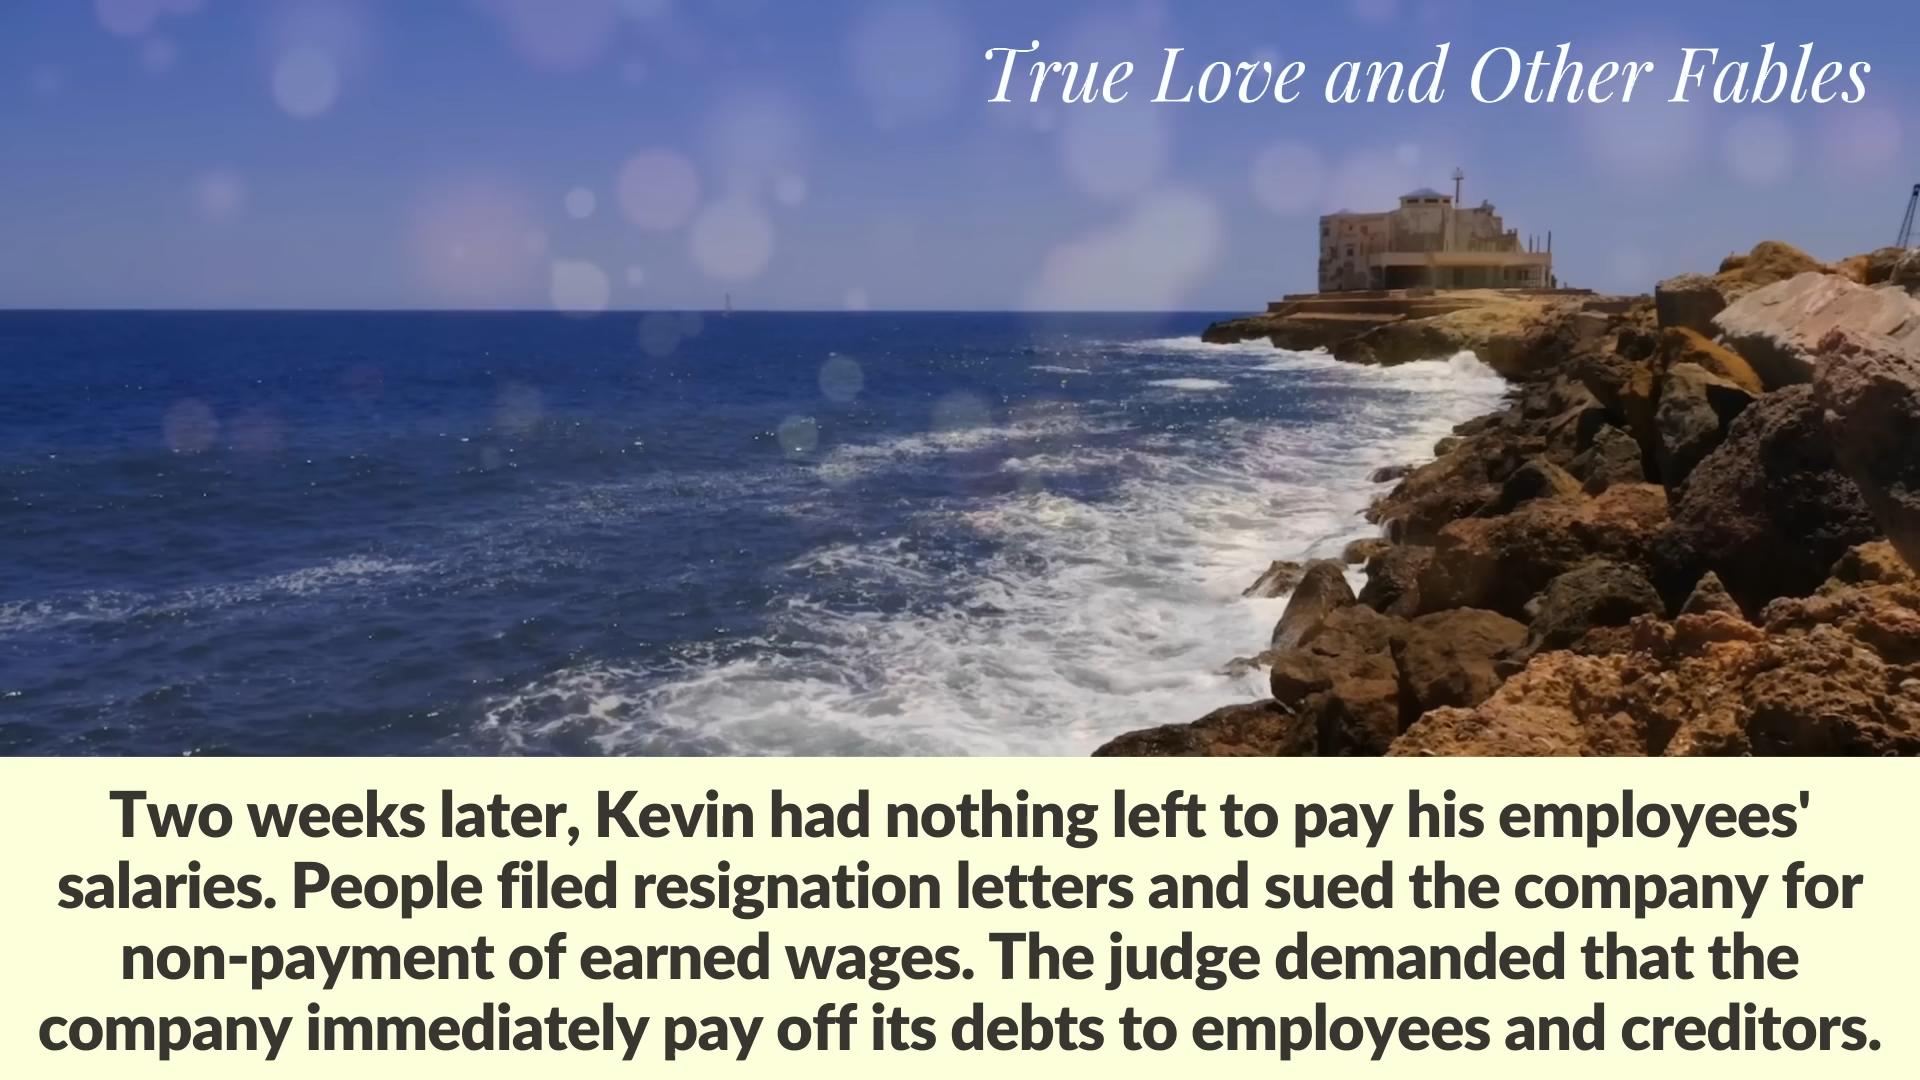 True Love and Other Fables
Two weeks later, Kevin had nothing left to pay his employees'
salaries. People filed resignation letters and sued the company for
non-payment of earned wages. The judge demanded that the
company immediately pay off its debts to employees and creditors.